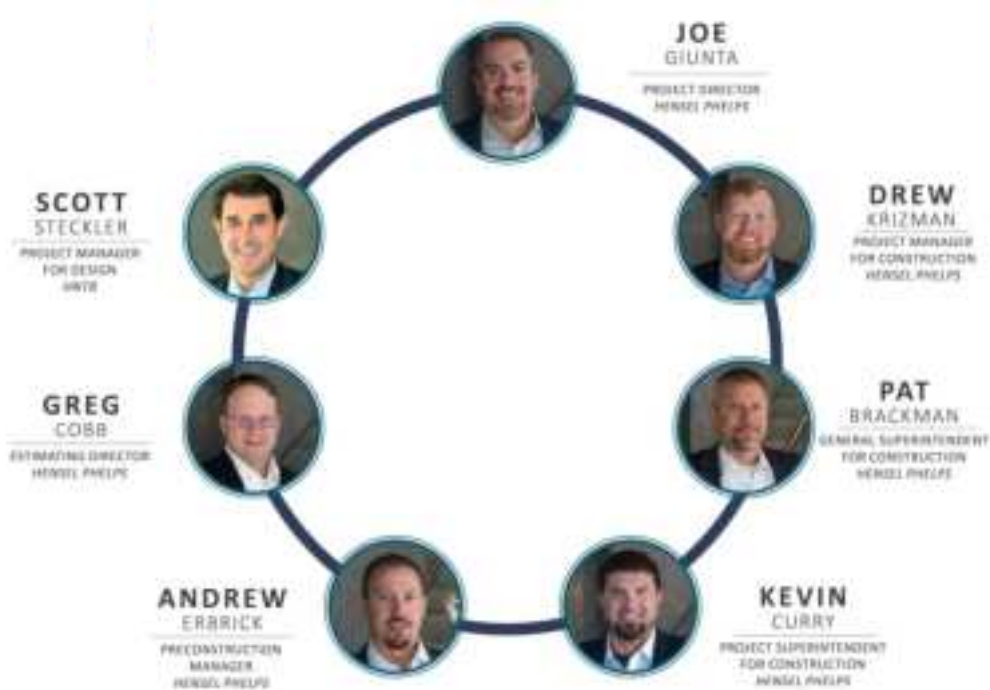 JOE
GIUNTA
PROJECT DIRECTOR
HENSEL PHELPS
DREW
KRIZMAN
PROJECT MANAGER
FOR CONSTRUCTION
HENSEL PHELPS
PAT
BRACKMAN
GENERAL SUPERINTENDENT
FOR CONSTRUCTION
HENSEL PHELPS
KEVIN
CURRY
PROJECT SUPERINTENDENT
FOR CONSTRUCTION
HENSEL PHELPS
ANDREW
ERBRICK
PRECONSTRUCTION
MANAGER
HENSEL PHELPS
GREG
COBB
ESTIMATING DIRECTOR
HENSEL PHELPS
SCOTT
STECKLER
PROJECT MANAGER
FOR DESIGN
HNTB